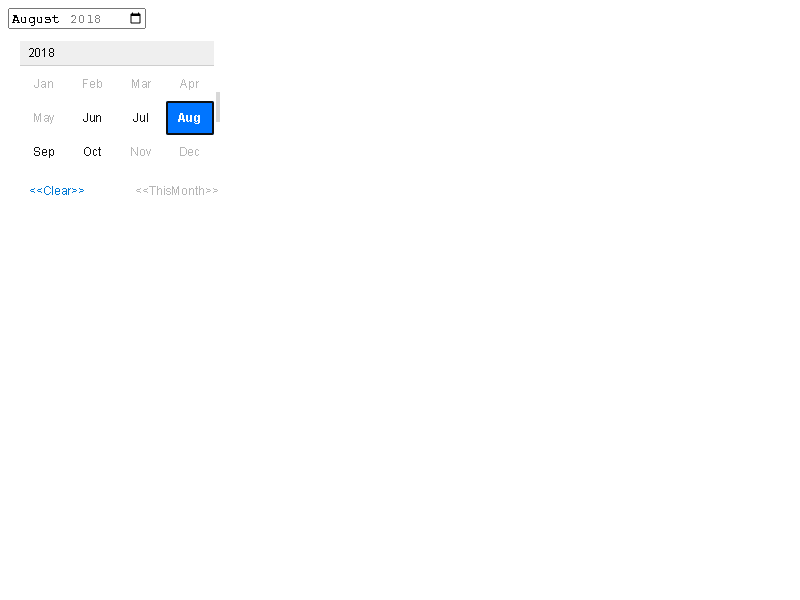 August 2018
2018
Jan Feb Mar Apr
May Jun Jul Aug
Sep Oct Nov Dec
<<Clear>> <<ThisMonth>>